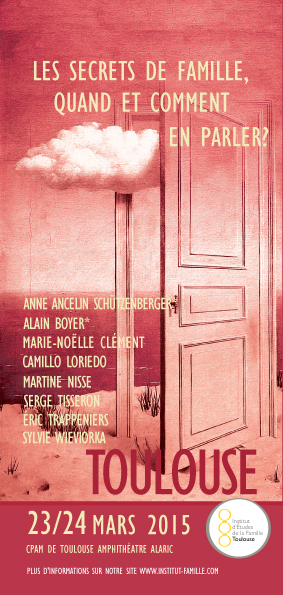 LES SECRETS DE FAMILLE,
QUAND ET COMMENT
EN PARLER?
ANNE ANCELIN SCHÜTZENBERGER*
ALAIN BOYER*
MARIE-NOËLLE CLÉMENT
CAMILLO LORIEDO
MARTINE NISSE
SERGE TISSERON
ERIC TRAPPENIERS
SYLVIE WIEVIORKA
TOULOUSE
23/24 MARS 2015
CPAM DE TOULOUSE AMPHITHÉATRE ALARIC
Institut
d'Études
de la Famille
Toulouse
PLUS D'INFORMATIONS SUR NOTRE SITE WWW.INSTITUT-FAMILLE.COM